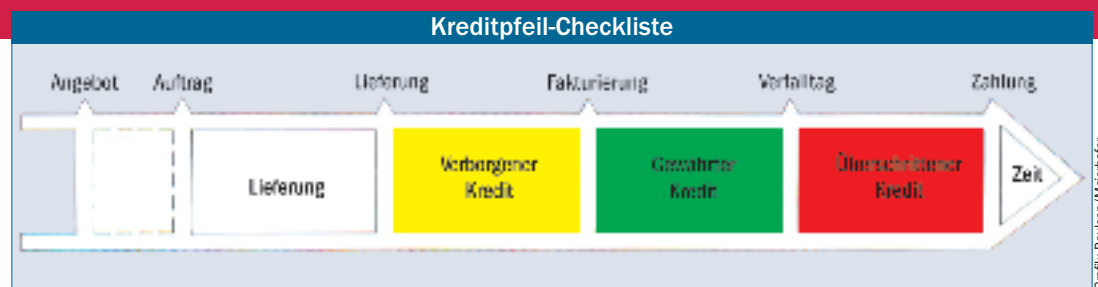 Kreditpfeil-Checkliste
Angebot Auftrag Lieferung Fakturierung Verfalltag Zahlung
Lieferung
Verborgener
Kredit
Gewährter
Kredit
Überschrittener
Kredit
Zeit